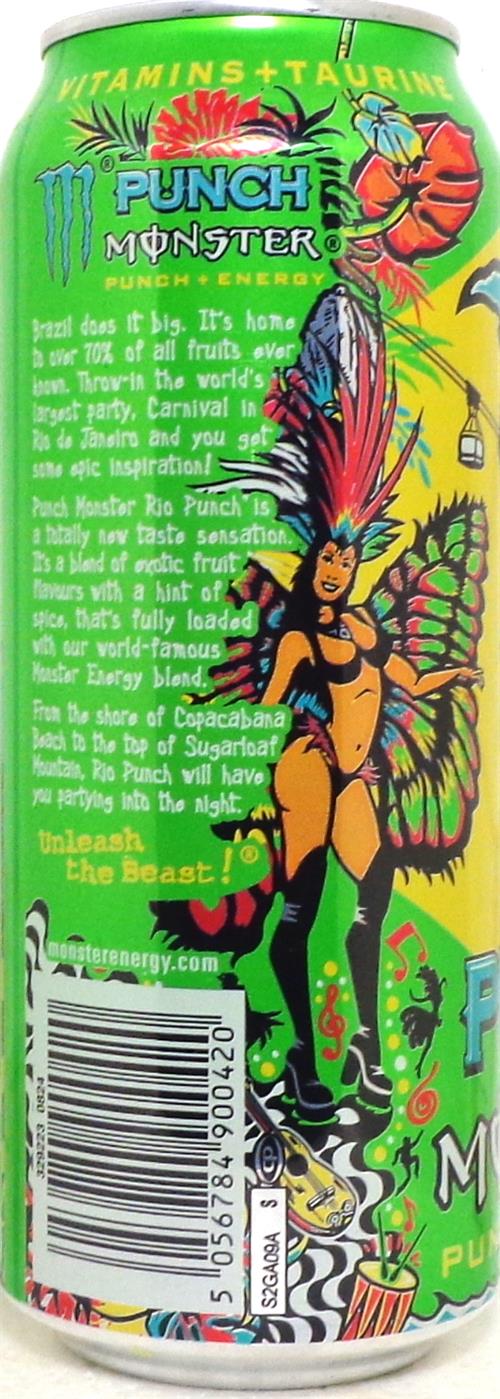 VITAMINS + TAURINE
® PUNCH
MONSTER ®
PUNCH + ENERGY
Brazil does it big. It's home
to over 70% of all fruits ever
known. Throw-in the world's
largest party, Carnival in
Rio de Janeiro and you get
some epic inspiration!
Punch Monster Rio Punch is
a totally new taste sensation.
It's a blend of exotic fruit
flavours with a hint of
spice, that's fully loaded
with our world-famous
Monster Energy blend.
From the shore of Copacabana
Beach to the top of Sugarloaf
Mountain, Rio Punch will have
you partying into the night.
Unleash
the Beast! ®
monsterenergy.com
329223 0824
5 056784 900420
S2GA09A S
P
MO
PUN